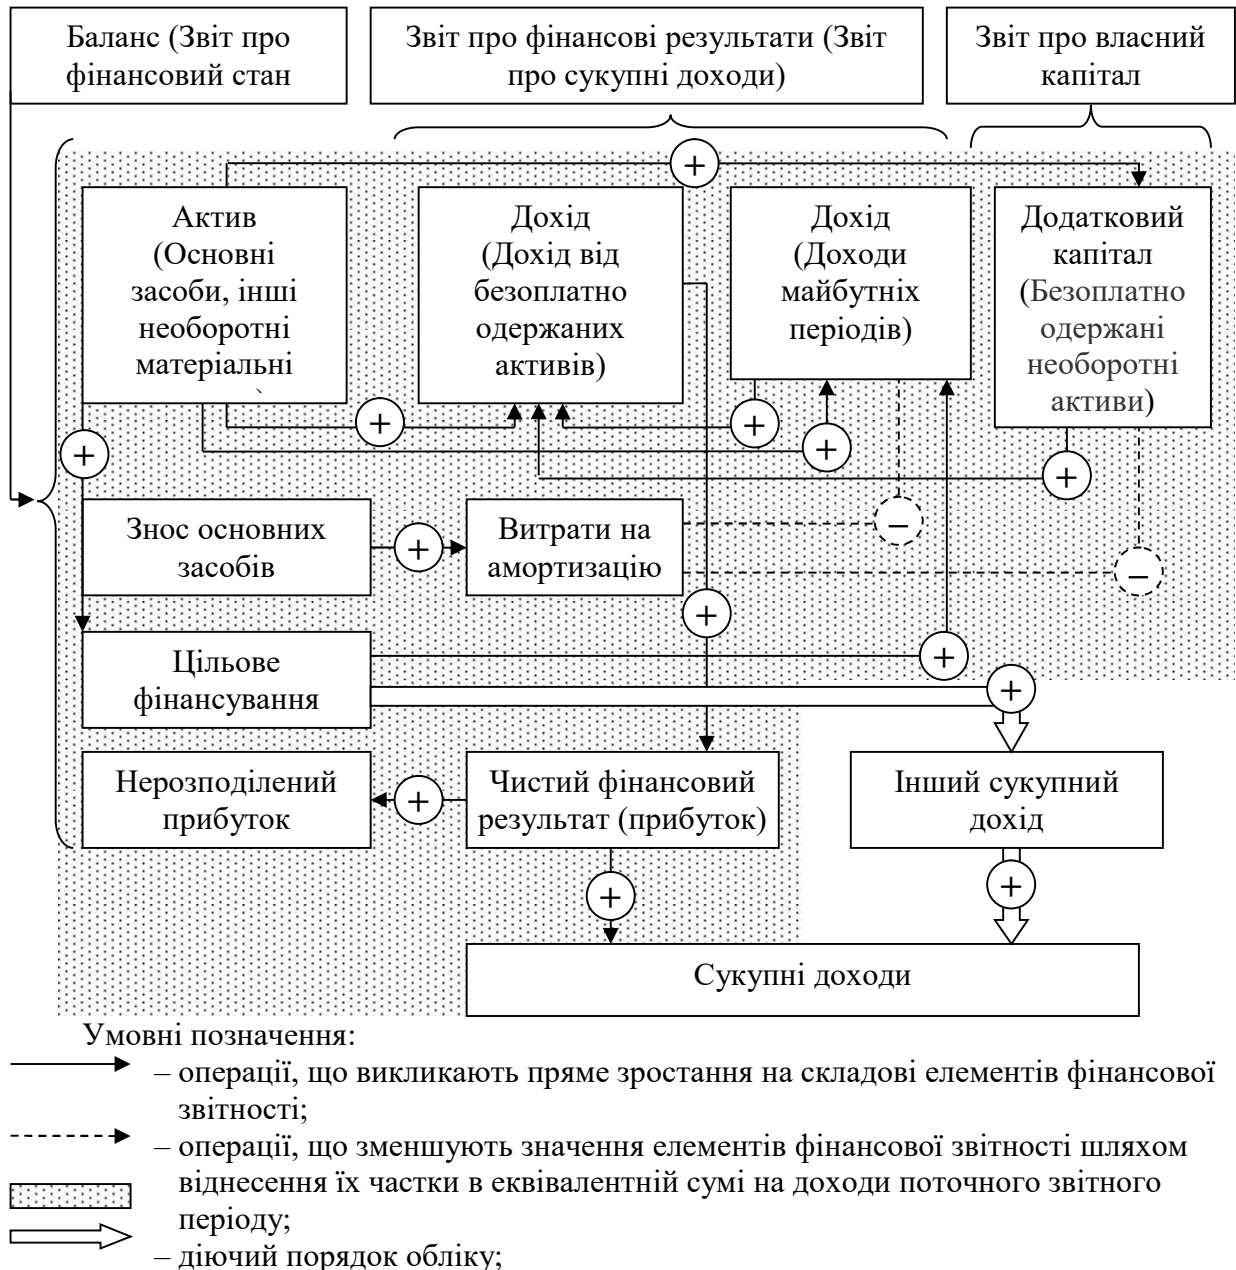 Баланс (Звіт про
фінансовий стан
Звіт про фінансові результати (Звіт
про сукупні доходи)
Звіт про власний
капітал
+
Актив
(Основні
засоби, інші
необоротні
матеріальні
Дохід
(Дохід від
безоплатно
одержаних
активів)
Дохід
(Доходи
майбутніх
періодів)
Додатковий
капітал
(Безоплатно
одержані
необоротні
активи)
+
+
+
+
+
Знос основних
засобів
+
Витрати на
амортизацію
–
–
+
Цільове
фінансування
+
+
Нерозподілений
прибуток
+
Чистий фінансовий
результат (прибуток)
Інший сукупний
дохід
+
+
Сукупні доходи
Умовні позначення:
– операції, що викликають пряме зростання на складові елементів фінансової
звітності;
– операції, що зменшують значення елементів фінансової звітності шляхом
віднесення їх частки в еквівалентній сумі на доходи поточного звітного
періоду;
– діючий порядок обліку;